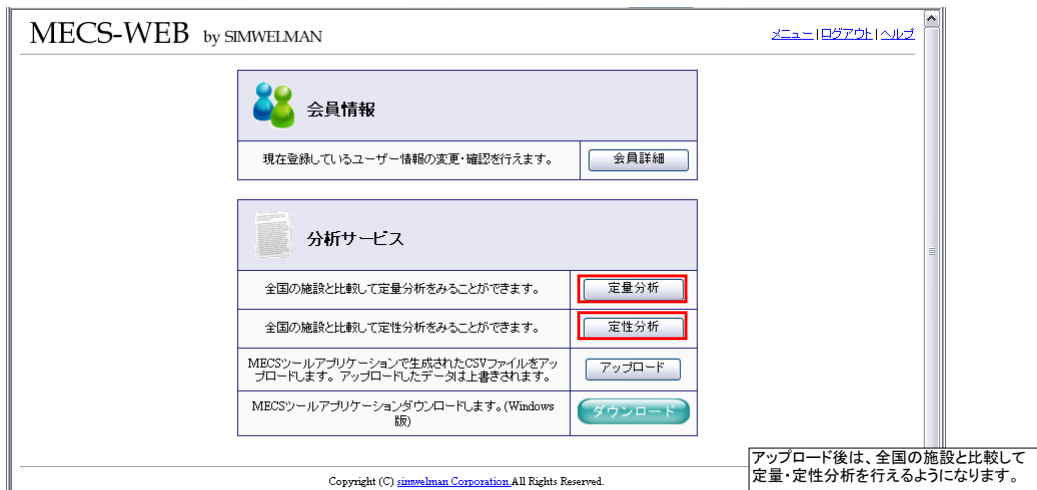 MECS-WEB by SIMWELMAN
メニュー | ログアウト | ヘルプ
会員情報
現在登録しているユーザー情報の変更・確認を行えます。
会員詳細
分析サービス
全国の施設と比較して定量分析をみることができます。
定量分析
全国の施設と比較して定性分析をみることができます。
定性分析
MECSツールアプリケーションで生成されたCSVファイルをアッ
プロードします。アップロードしたデータは上書きされます。
アップロード
MECSツールアプリケーションダウンロードします。(Windows
版)
ダウンロード
アップロード後は、全国の施設と比較して
定量・定性分析を行えるようになります。
Copyright (C) simwelman Corporation.All Rights Reserved.